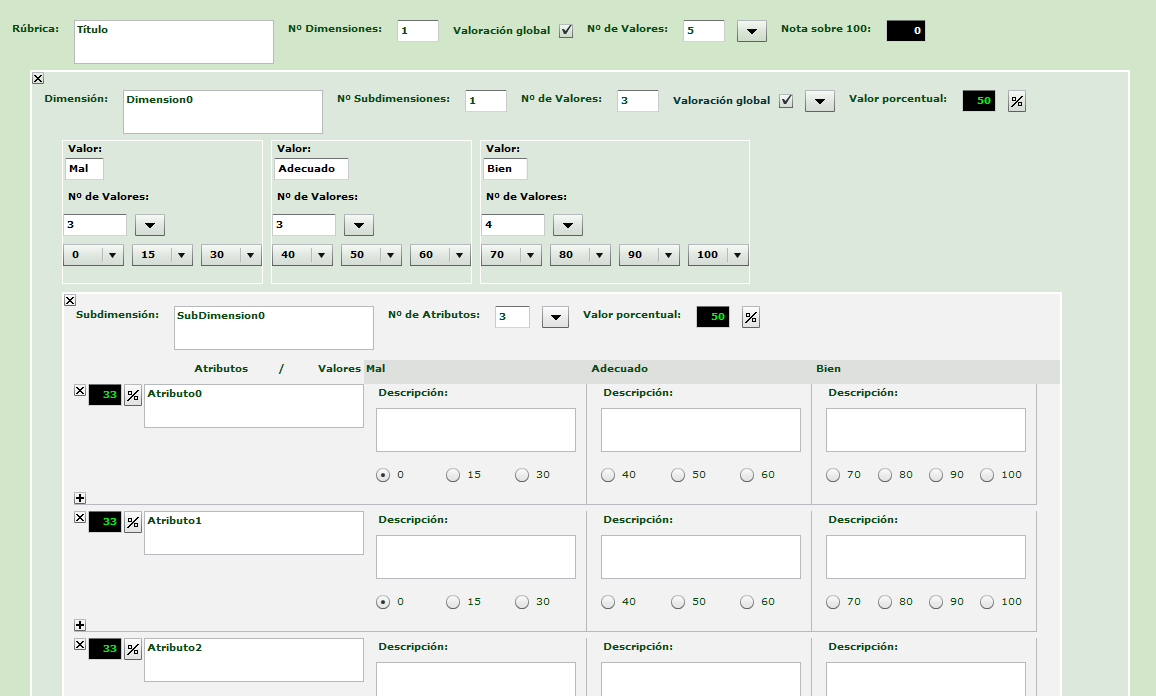 Rúbrica: Título Nº Dimensiones: 1 Valoración global Nº de Valores: 5 Nota sobre 100: 0
Dimensión: Dimension0 Nº Subdimensiones: 1 Nº de Valores: 3 Valoración global Valor porcentual: 50 %
Valor: Valor: Valor:
Mal Adecuado Bien
Nº de Valores: Nº de Valores: Nº de Valores:
3 3 4
0 15 30 40 50 60 70 80 90 100
Subdimensión: SubDimension0 Nº de Atributos: 3 Valor porcentual: 50 %
Atributos / Valores Mal Adecuado Bien
33 % Atributo0 Descripción: Descripción: Descripción:
0 15 30 40 50 60 70 80 90 100
33 % Atributo1 Descripción: Descripción: Descripción:
0 15 30 40 50 60 70 80 90 100
33 % Atributo2 Descripción: Descripción: Descripción: